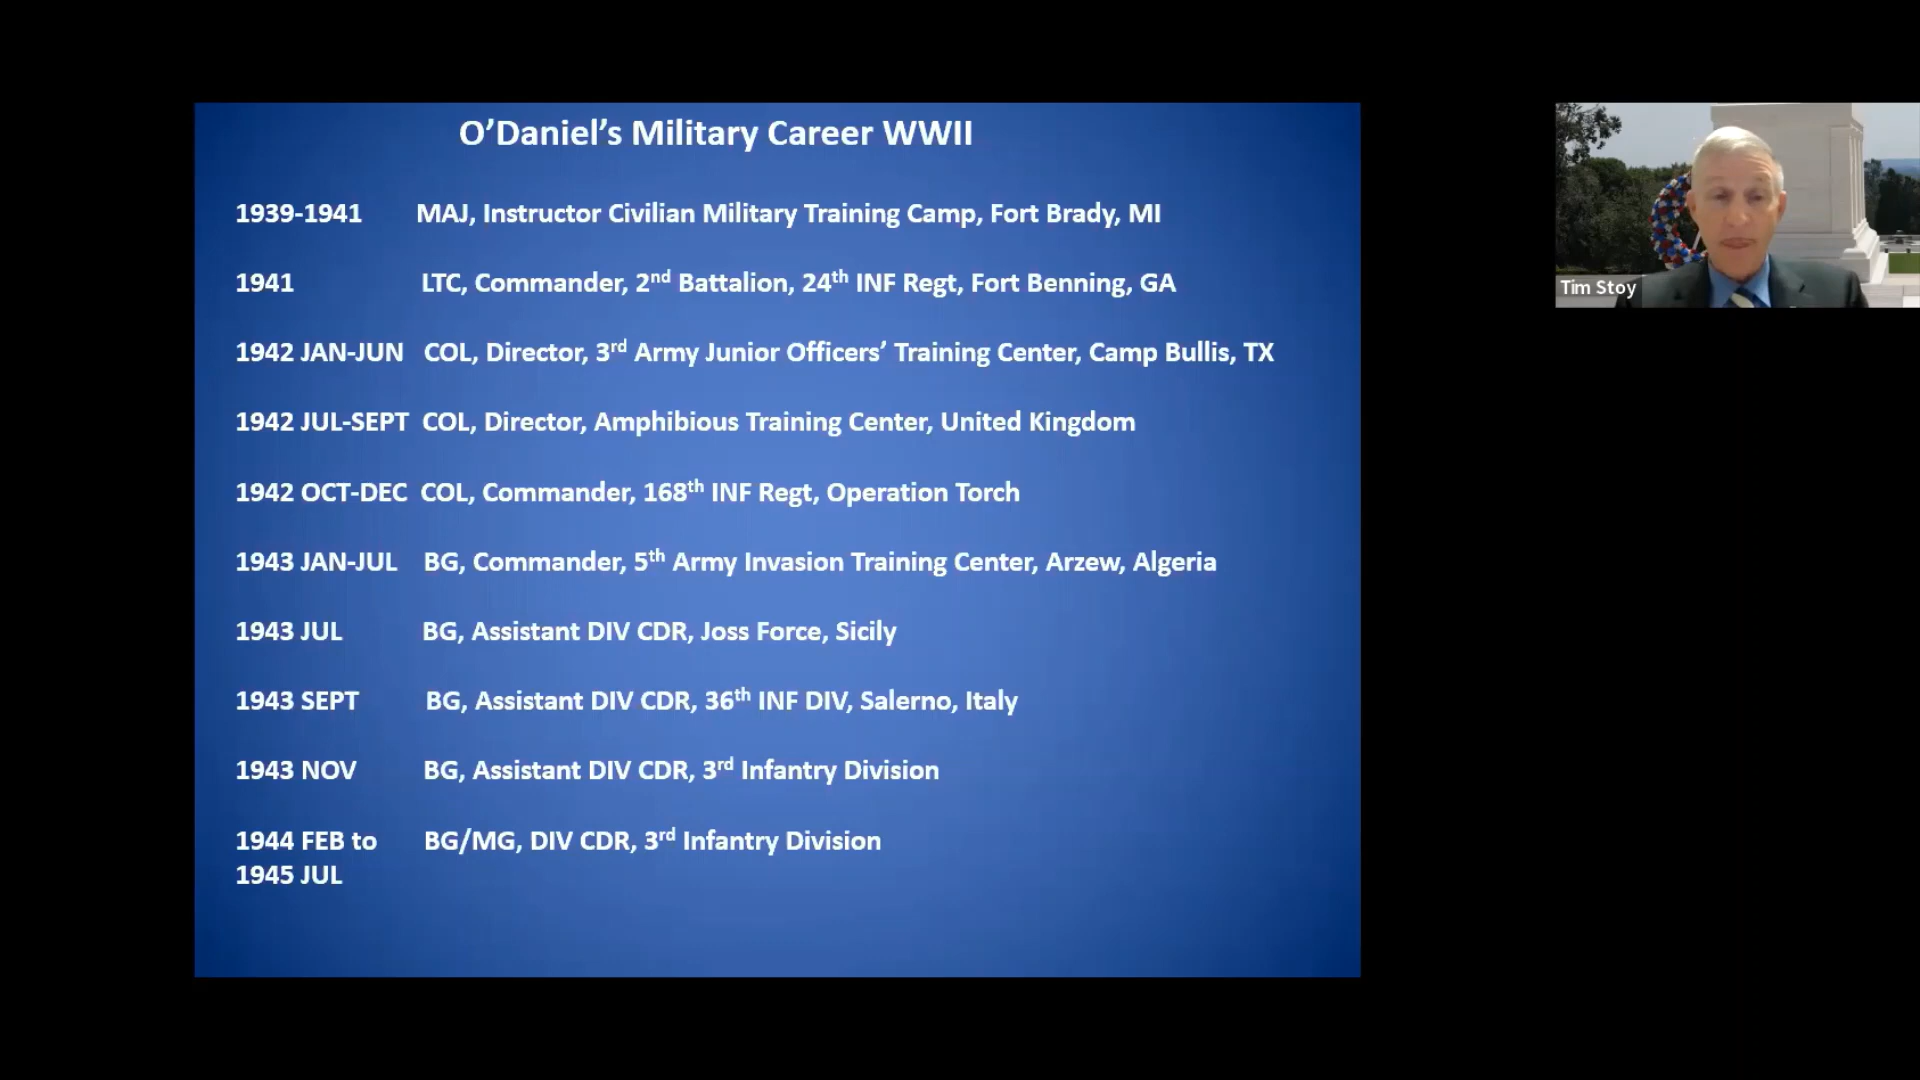 O'Daniel's Military Career WWII
1939-1941 MAJ, Instructor Civilian Military Training Camp, Fort Brady, MI
1941 LTC, Commander, 2nd Battalion, 24th INF Regt, Fort Benning, GA
1942 JAN-JUN COL, Director, 3rd Army Junior Officers' Training Center, Camp Bullis, TX
1942 JUL-SEPT COL, Director, Amphibious Training Center, United Kingdom
1942 OCT-DEC COL, Commander, 168th INF Regt, Operation Torch
1943 JAN-JUL BG, Commander, 5th Army Invasion Training Center, Arzew, Algeria
1943 JUL BG, Assistant DIV CDR, Joss Force, Sicily
1943 SEPT BG, Assistant DIV CDR, 36th INF DIV, Salerno, Italy
1943 NOV BG, Assistant DIV CDR, 3rd Infantry Division
1944 FEB to BG/MG, DIV CDR, 3rd Infantry Division
1945 JUL
Tim Stoy